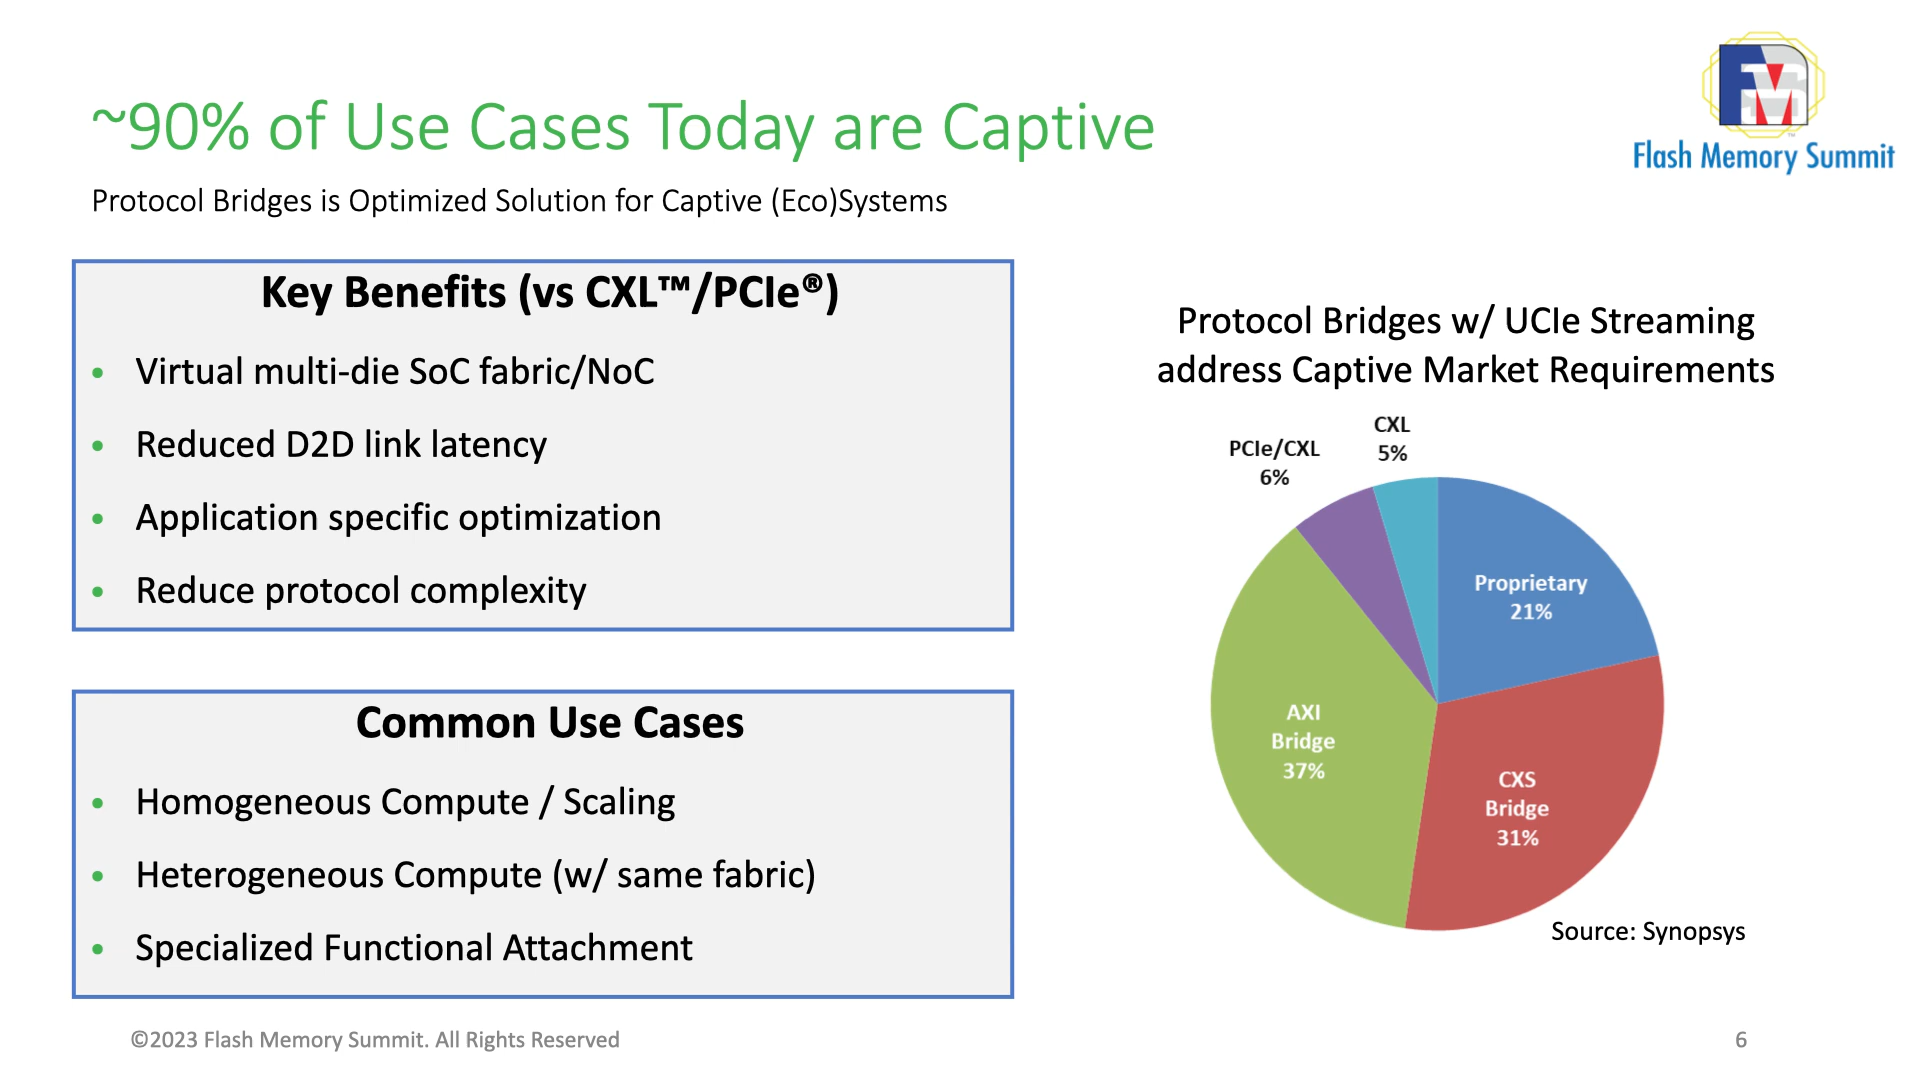 ~90% of Use Cases Today are Captive
Protocol Bridges is Optimized Solution for Captive (Eco)Systems
FMS
™
Flash Memory Summit
Key Benefits (vs CXL™/PCIe®)
• Virtual multi-die SoC fabric/NoC
• Reduced D2D link latency
• Application specific optimization
• Reduce protocol complexity
Common Use Cases
• Homogeneous Compute / Scaling
• Heterogeneous Compute (w/ same fabric)
• Specialized Functional Attachment
Protocol Bridges w/ UCIe Streaming
address Captive Market Requirements
CXL
5%
PCIe/CXL
6%
Proprietary
21%
AXI
Bridge
37%
CXS
Bridge
31%
Source: Synopsys
©2023 Flash Memory Summit. All Rights Reserved
6